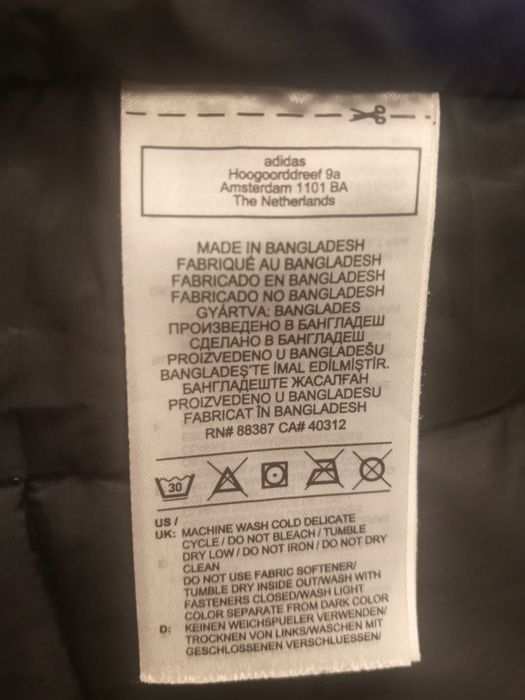 adidas
Hoogoorddreef 9a
Amsterdam 1101 BA
The Netherlands
MADE IN BANGLADESH
FABRIQUÉ AU BANGLADESH
FABRICADO EN BANGLADESH
FABRICADO NO BANGLADESH
GYÁRTVA: BANGLADES
ПРОИЗВЕДЕНО В БАНГЛАДЕШ
СДЕЛАНО В БАНГЛАДЕШ
PROIZVEDENO U BANGLADEŠU
BANGLADEŞ'TE İMAL EDİLMİŞTİR.
БАНГЛАДЕШТЕ ЖАСАЛҒАН
PROIZVEDENO U BANGLADESU
FABRICAT ÎN BANGLADESH
RN# 88387 CA# 40312
30
US /
UK: MACHINE WASH COLD DELICATE
CYCLE / DO NOT BLEACH / TUMBLE
DRY LOW / DO NOT IRON / DO NOT DRY
CLEAN
DO NOT USE FABRIC SOFTENER/
TUMBLE DRY INSIDE OUT/WASH WITH
FASTENERS CLOSED/WASH LIGHT
COLOR SEPARATE FROM DARK COLOR
D: KEINEN WEICHSPUELER VERWENDEN/
TROCKNEN VON LINKS/WASCHEN MIT
GESCHLOSSENEN VERSCHLUESSEN/